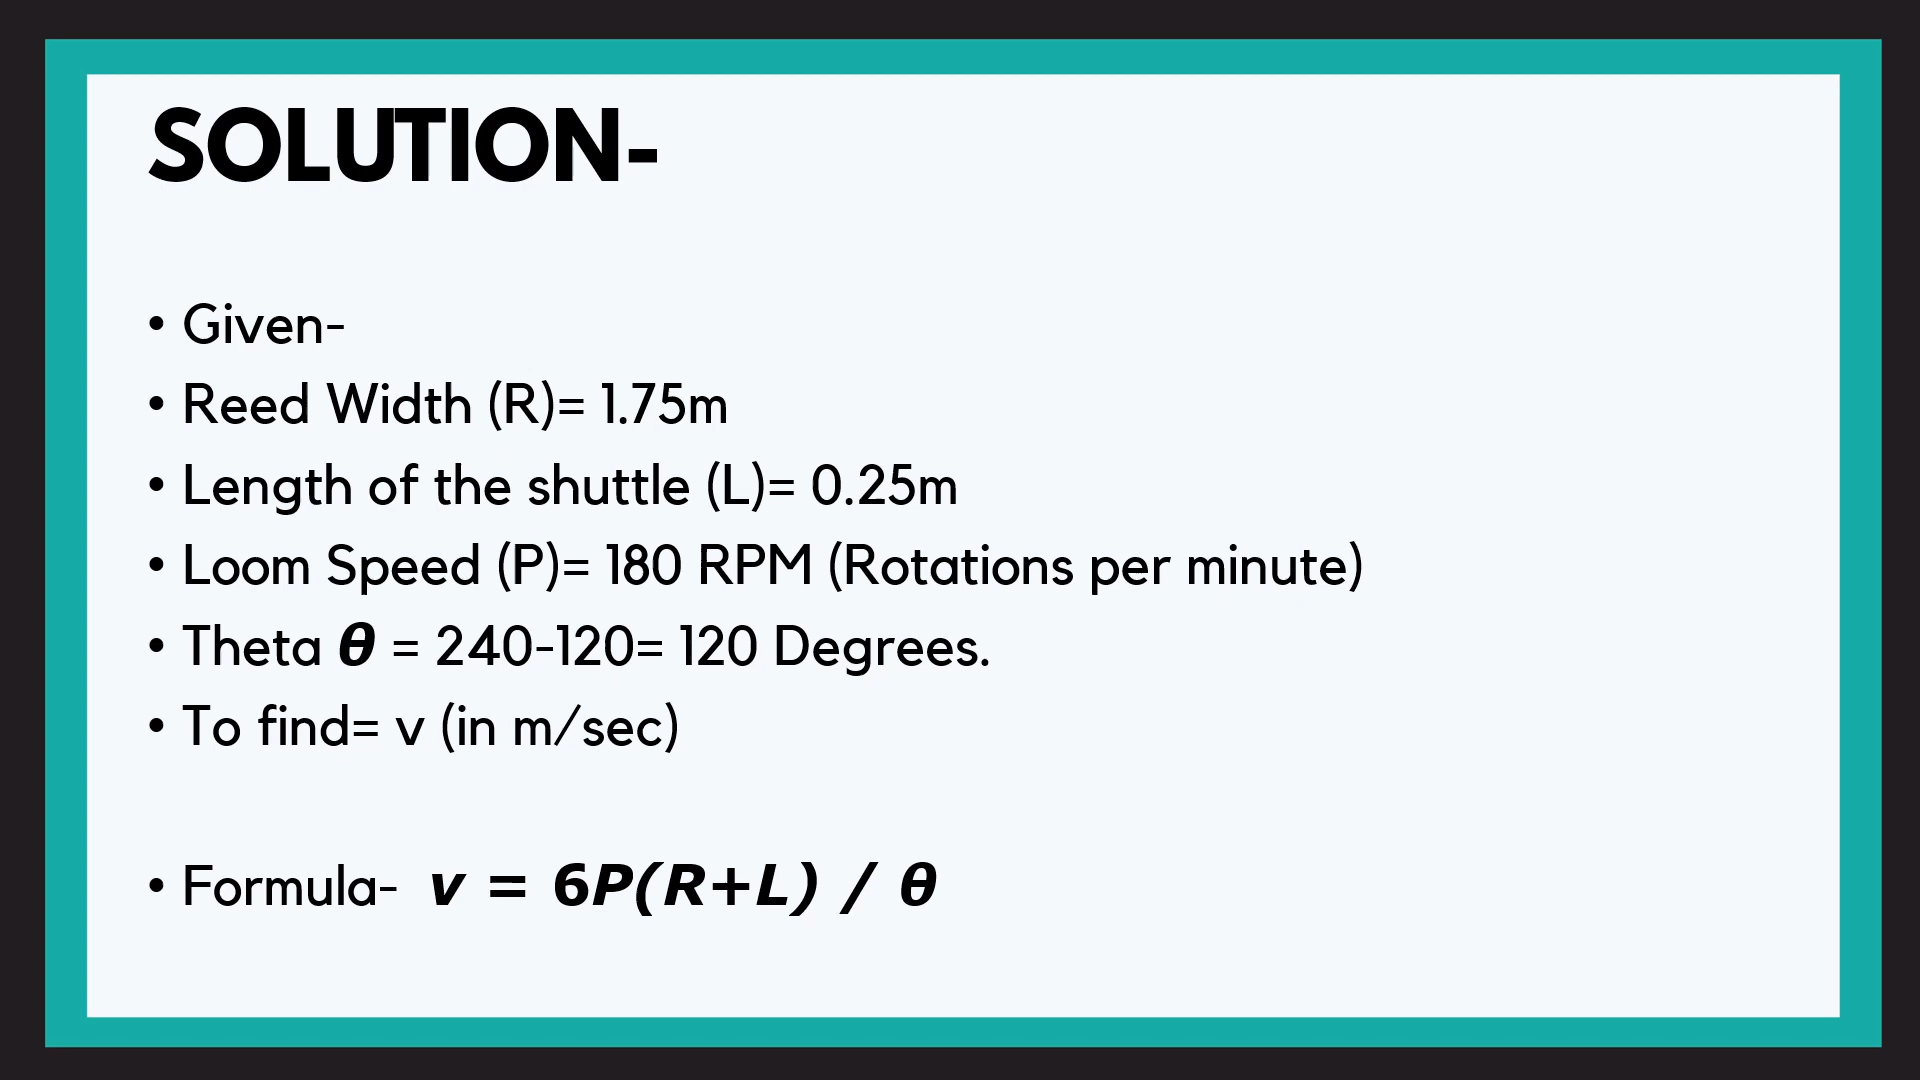 SOLUTION-
• Given-
• Reed Width (R)= 1.75m
• Length of the shuttle (L)= 0.25m
• Loom Speed (P)= 180 RPM (Rotations per minute)
• Theta θ = 240-120= 120 Degrees.
• To find= v (in m/sec)
• Formula- v = 6P(R+L) / θ